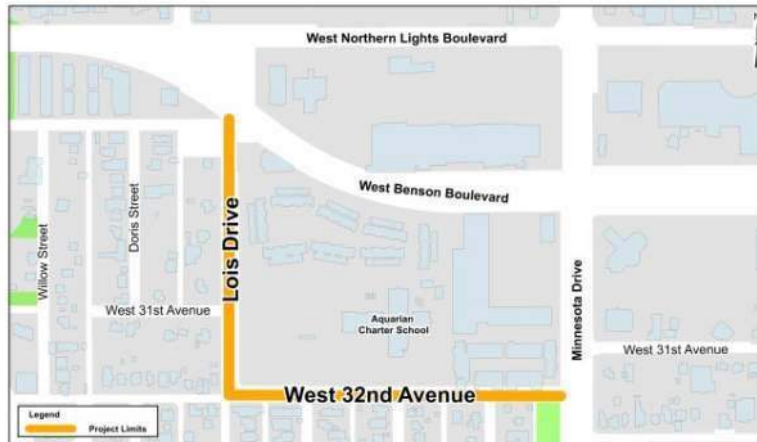 West Northern Lights Boulevard
West Benson Boulevard
Willow Street
Doris Street
Lois Drive
Minnesota Drive
West 31st Avenue
Aquarian
Charter School
West 31st Avenue
West 32nd Avenue
Legend
Project Limits